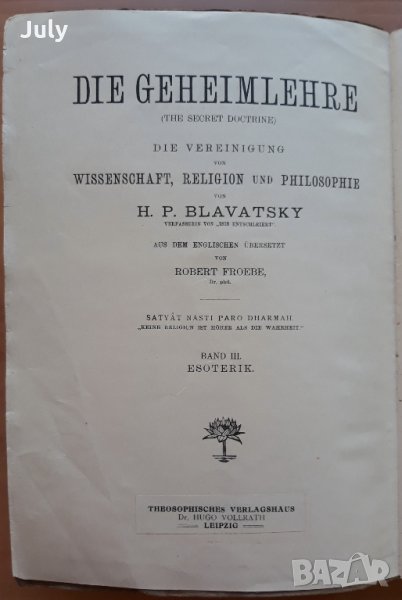 July
DIE GEHEIMLEHRE
(THE SECRET DOCTRINE)
DIE VEREINIGUNG
VON
WISSENSCHAFT, RELIGION UND PHILOSOPHIE
VON
H. P. BLAVATSKY
VERFASSERIN VON „ISIS ENTSCHLEIERT".
AUS DEM ENGLISCHEN ÜBERSETZT
VON
ROBERT FROEBE,
Dr. phil.
SATYÂT NÂSTI PARO DHARMAH.
„KEINE RELIGION IST HÖHER ALS DIE WAHRHEIT."
BAND III.
ESOTERIK.
THEOSOPHISCHES VERLAGSHAUS
Dr. HUGO VOLLRATH
LEIPZIG
БАZАР